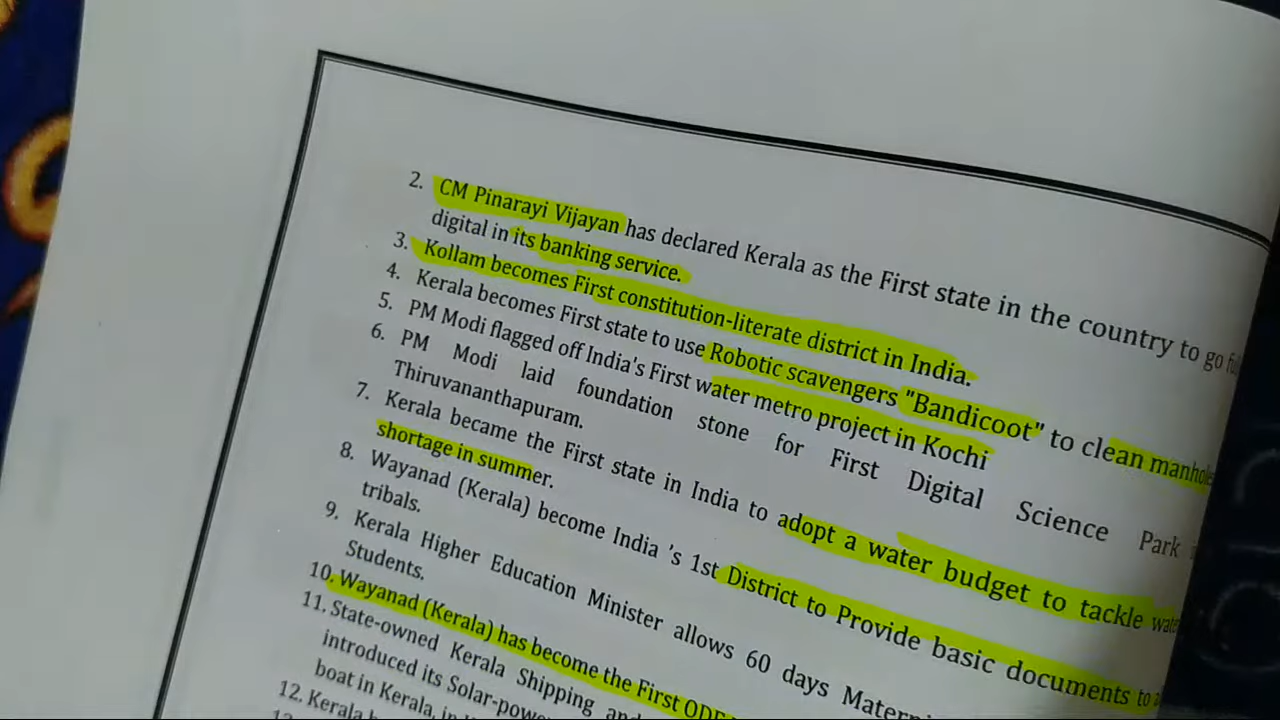 2. CM Pinarayi Vijayan has declared Kerala as the First state in the country to go
digital in its banking service.
3. Kollam becomes First constitution-literate district in India.
4. Kerala becomes First state to use Robotic scavengers "Bandicoot" to clean
5. PM Modi flagged off India's First water metro project in Kochi
6. PM Modi laid foundation stone for First Digital Science Park
Thiruvananthapuram.
7. Kerala became the First state in India to adopt a water budget to tackle
shortage in summer.
8. Wayanad (Kerala) become India 's 1st District to Provide basic documents to
tribals.
9. Kerala Higher Education Minister allows 60 days
Students.
10. Wayanad (Kerala) has become the First ODF
11. State-owned Kerala Shipping and
introduced its
boat in Kerala,
12. Kerala